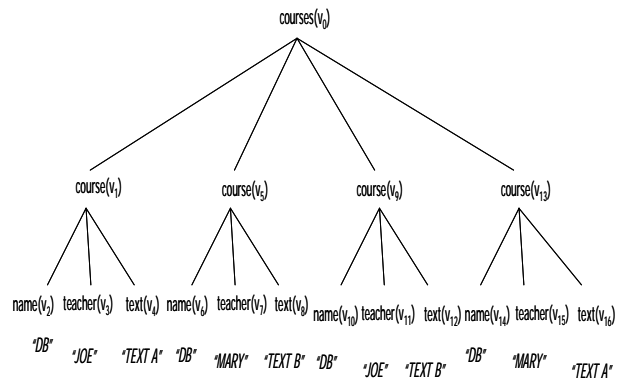 courses(v0)
course(v1) course(v5) course(v9) course(v13)
name(v2) teacher(v3) text(v4) name(v6) teacher(v7) text(v8) name(v10) teacher(v11) text(v12) name(v14) teacher(v15) text(v16)
"DB" "JOE" "TEXT A" "DB" "MARY" "TEXT B" "DB" "JOE" "TEXT B" "DB" "MARY" "TEXT A"